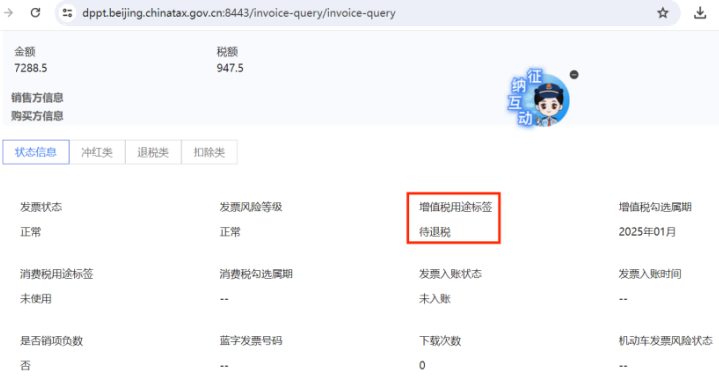 dppt.beijing.chinatax.gov.cn:8443/invoice-query/invoice-query
金额 税额
7288.5 947.5
征
纳
互
动
销售方信息
购买方信息
状态信息 冲红类 退税类 扣除类
发票状态 发票风险等级 增值税用途标签 增值税勾选属期
正常 正常 待退税 2025年01月
消费税用途标签 消费税勾选属期 发票入账状态 发票入账时间
未使用 -- 未入账 --
是否销项负数 蓝字发票号码 下载次数 机动车发票风险状态
否 -- 0 --